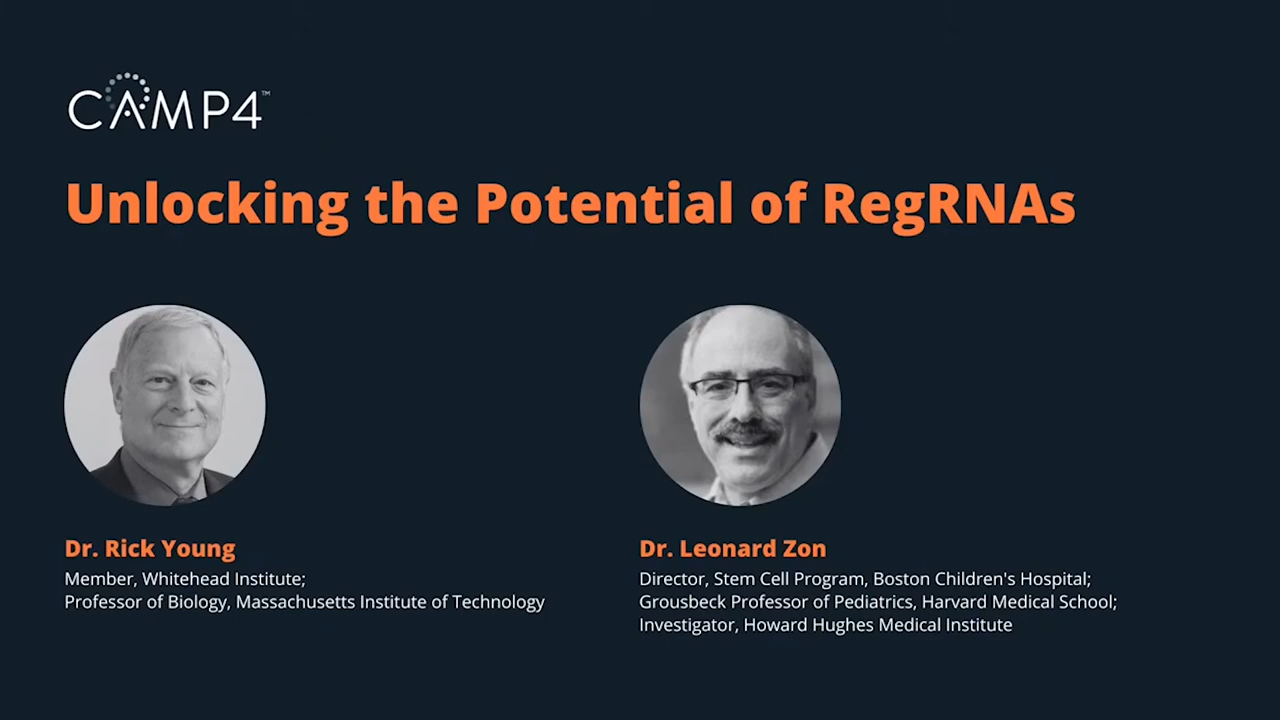 CAMP4™
Unlocking the Potential of RegRNAs
Dr. Rick Young
Member, Whitehead Institute;
Professor of Biology, Massachusetts Institute of Technology
Dr. Leonard Zon
Director, Stem Cell Program, Boston Children's Hospital;
Grousbeck Professor of Pediatrics, Harvard Medical School;
Investigator, Howard Hughes Medical Institute